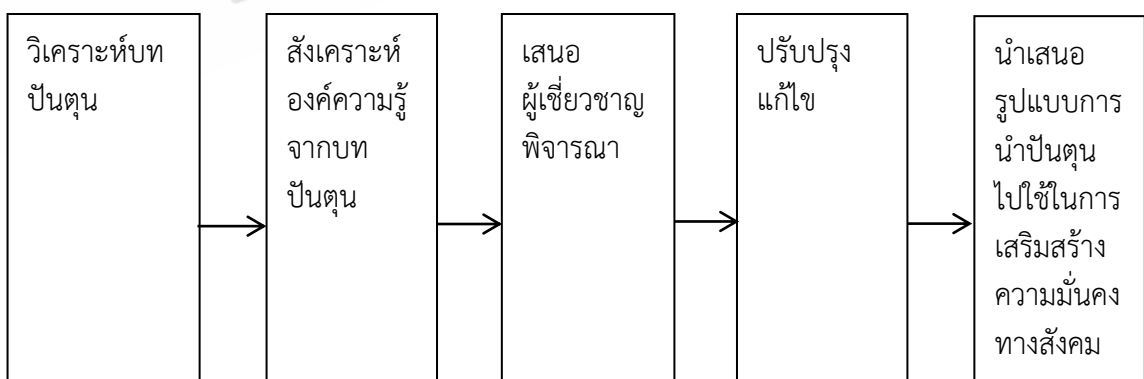 วิเคราะห์บท
ปันตุน
สังเคราะห์
องค์ความรู้
จากบท
ปันตุน
เสนอ
ผู้เชี่ยวชาญ
พิจารณา
ปรับปรุง
แก้ไข
นำเสนอ
รูปแบบการ
นำปันตุน
ไปใช้ในการ
เสริมสร้าง
ความมั่นคง
ทางสังคม